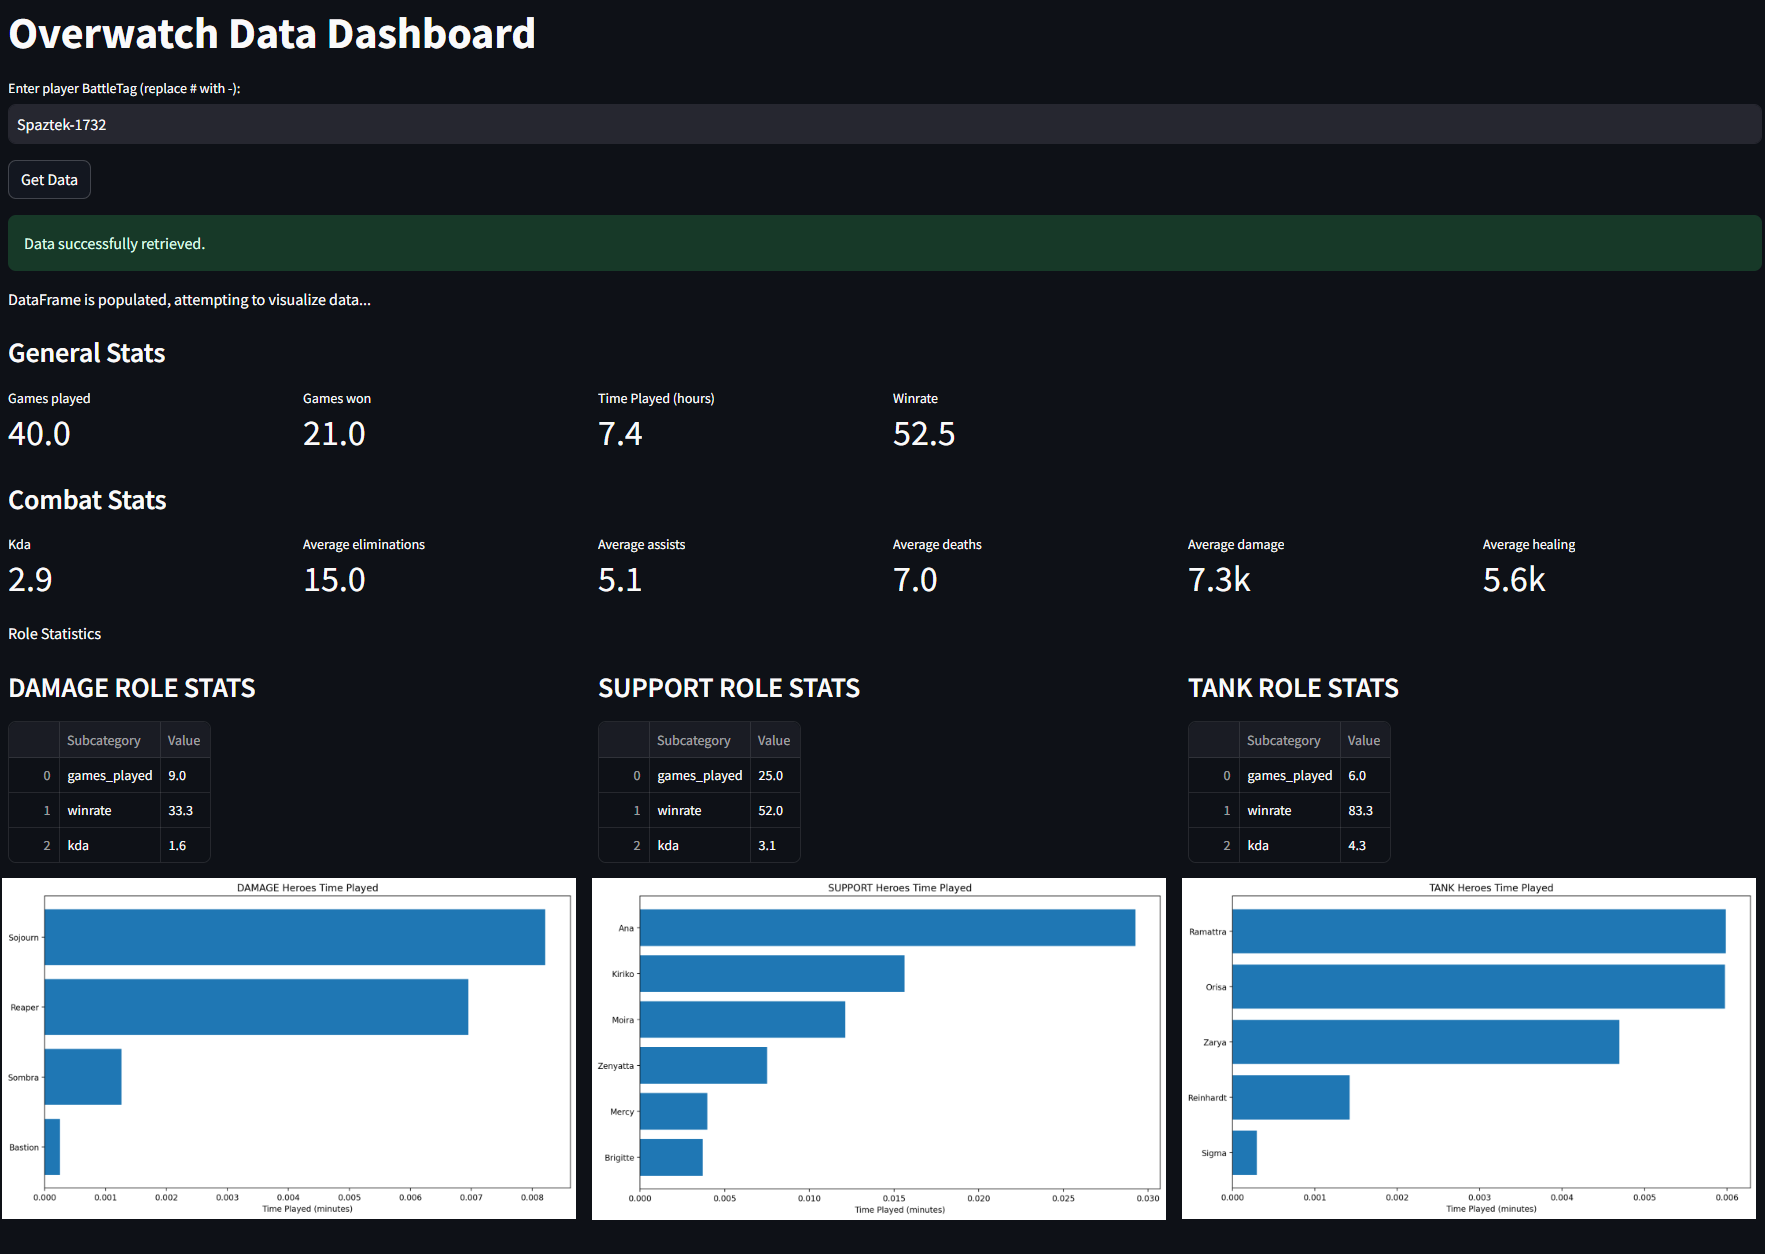 Overwatch Data Dashboard
Enter player BattleTag (replace # with -):
Spaztek-1732
Get Data
Data successfully retrieved.
DataFrame is populated, attempting to visualize data...
General Stats
Games played Games won Time Played (hours) Winrate
40.0 21.0 7.4 52.5
Combat Stats
Kda Average eliminations Average assists Average deaths Average damage Average healing
2.9 15.0 5.1 7.0 7.3k 5.6k
Role Statistics
DAMAGE ROLE STATS
Subcategory Value
0 games_played 9.0
1 winrate 33.3
2 kda 1.6
DAMAGE Heroes Time Played
Sojourn
Reaper
Sombra
Bastion
0.000 0.001 0.002 0.003 0.004 0.005 0.006 0.007 0.008
Time Played (minutes)
SUPPORT ROLE STATS
Subcategory Value
0 games_played 25.0
1 winrate 52.0
2 kda 3.1
SUPPORT Heroes Time Played
Ana
Kiriko
Moira
Zenyatta
Mercy
Brigitte
0.000 0.005 0.010 0.015 0.020 0.025 0.030
Time Played (minutes)
TANK ROLE STATS
Subcategory Value
0 games_played 6.0
1 winrate 83.3
2 kda 4.3
TANK Heroes Time Played
Ramattra
Orisa
Zarya
Reinhardt
Sigma
0.000 0.001 0.002 0.003 0.004 0.005 0.006
Time Played (minutes)